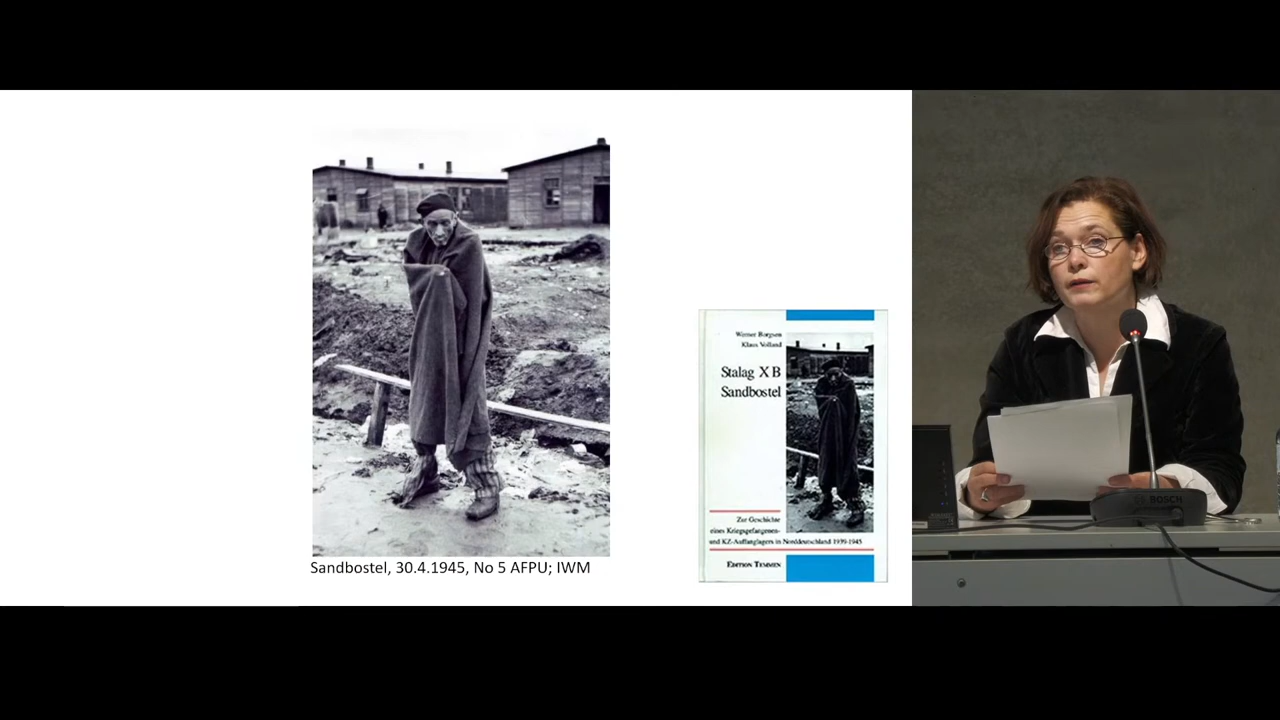 Sandbostel, 30.4.1945, No 5 AFPU; IWM
Werner Borgsen
Klaus Volland
Stalag X B
Sandbostel
Zur Geschichte
eines Kriegsgefangenen-
und KZ-Auffanglagers in Norddeutschland 1939-1945
EDITION TEMMEN
BOSCH